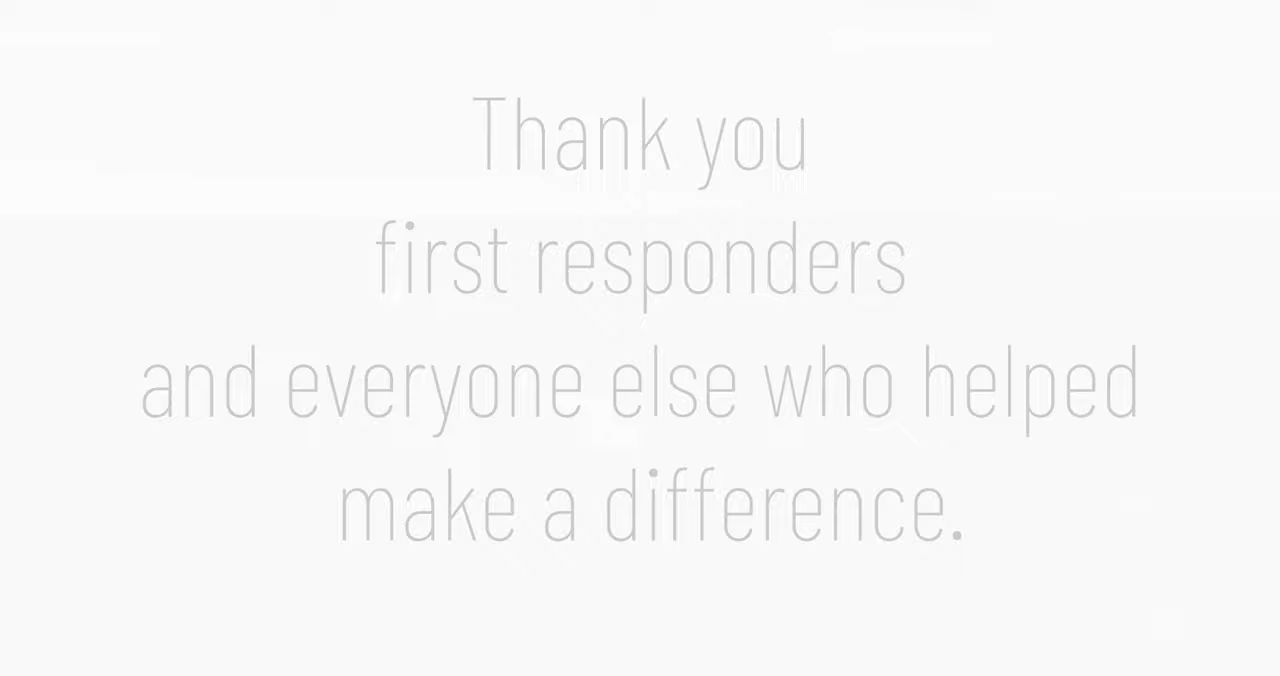 Thank you
first responders
and everyone else who helped
make a difference.